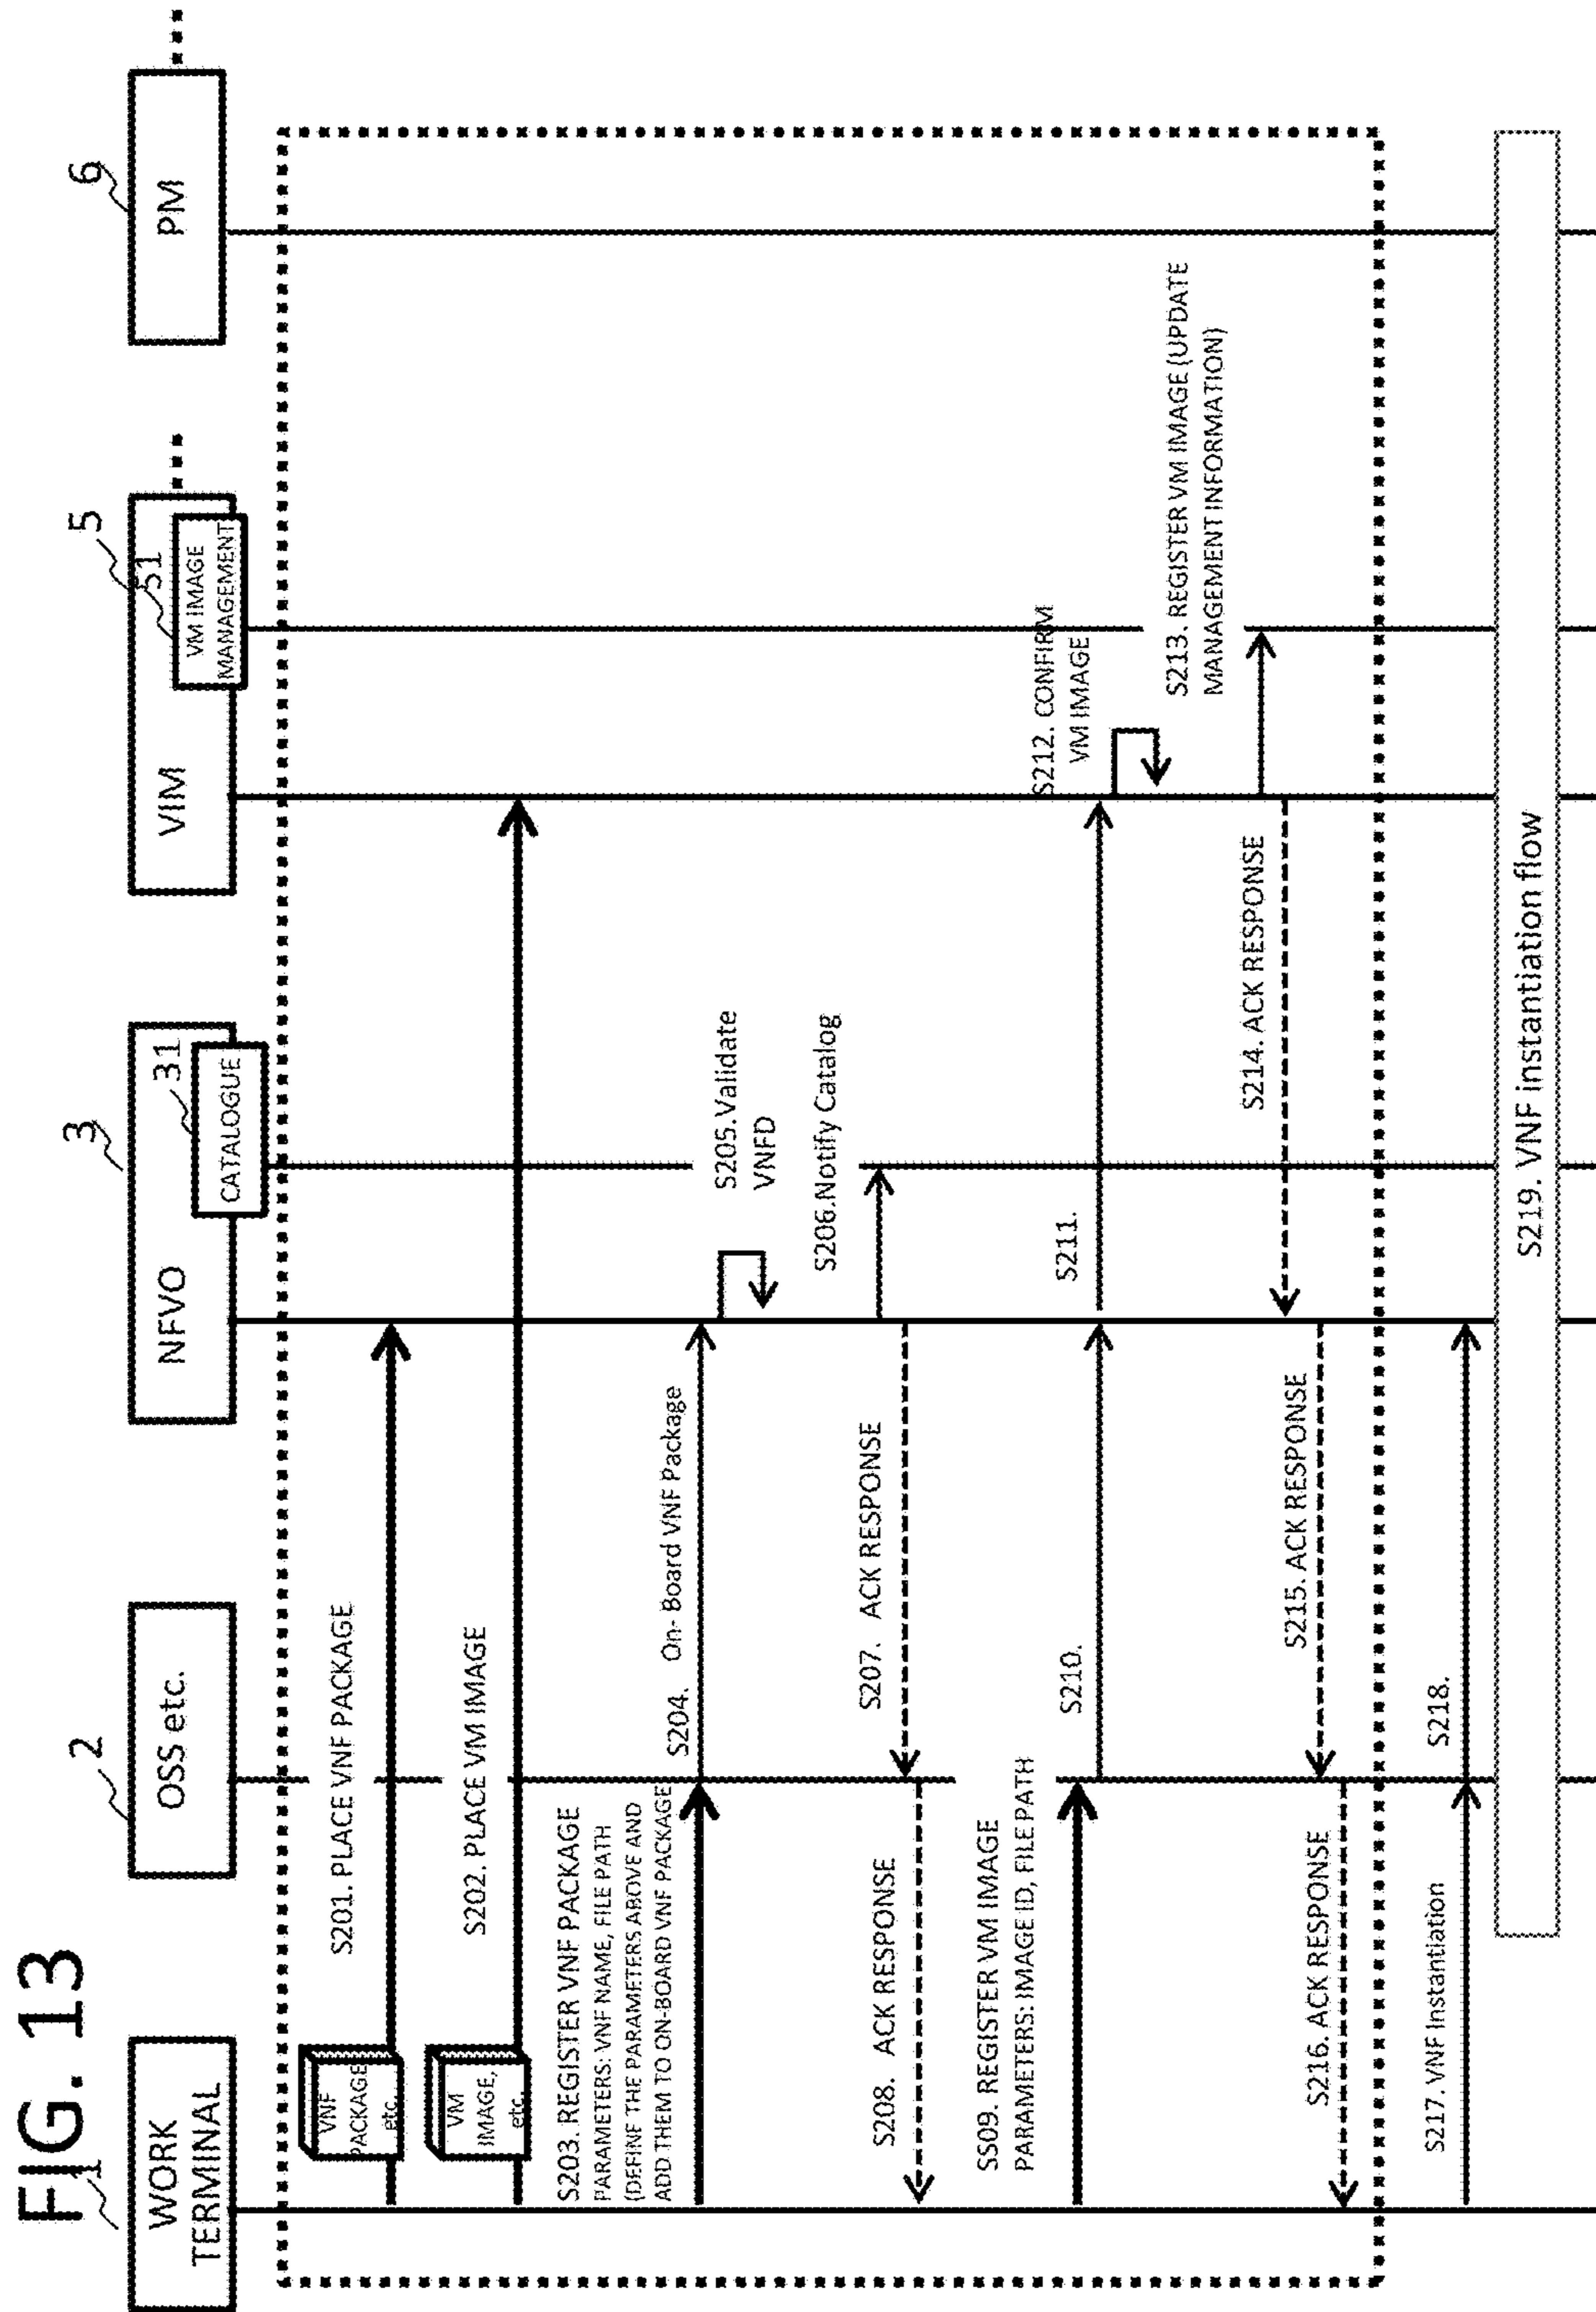 FIG. 13
1
WORK
TERMINAL
2
OSS etc.
3
NFVO
31
CATALOGUE
5
VIM
51
VM IMAGE
MANAGEMENT
6
PM
VNF
PACKAGE
etc.
S201. PLACE VNF PACKAGE
VM
IMAGE,
etc.
S202. PLACE VM IMAGE
S203. REGISTER VNF PACKAGE
PARAMETERS: VNF NAME, FILE PATH
(DEFINE THE PARAMETERS ABOVE AND
ADD THEM TO ON-BOARD VNF PACKAGE
S204. On- Board VNF Package
S205.Validate
VNFD
S206.Notify Catalog
S207. ACK RESPONSE
S208. ACK RESPONSE
SS09. REGISTER VM IMAGE
PARAMETERS: IMAGE ID, FILE PATH
S210.
S211.
S212. CONFIRM
VM IMAGE
S213. REGISTER VM IMAGE (UPDATE
MANAGEMENT INFORMATION)
S214. ACK RESPONSE
S215. ACK RESPONSE
S216. ACK RESPONSE
S217. VNF Instantiation
S218.
S219. VNF instantiation flow